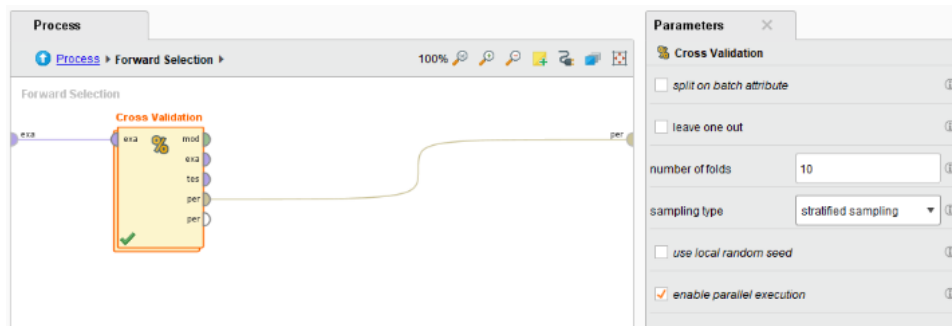 Process
Parameters
Process Forward Selection
100%
Cross Validation
Forward Selection
split on batch attribute
Cross Validation
exa
exa
mod
per
leave one out
exa
tes
number of folds
10
per
per
sampling type
stratified sampling
use local random seed
enable parallel execution